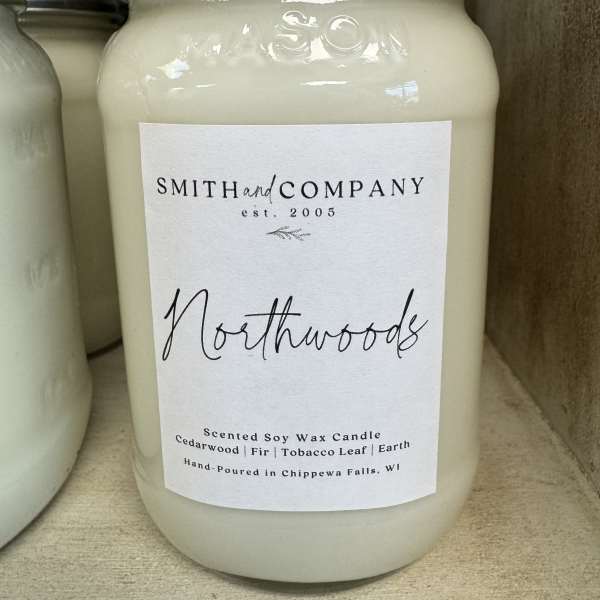 MASON
SMITH and COMPANY
est. 2005
Northwoods
Scented Soy Wax Candle
Cedarwood | Fir | Tobacco Leaf | Earth
Hand-Poured in Chippewa Falls, WI